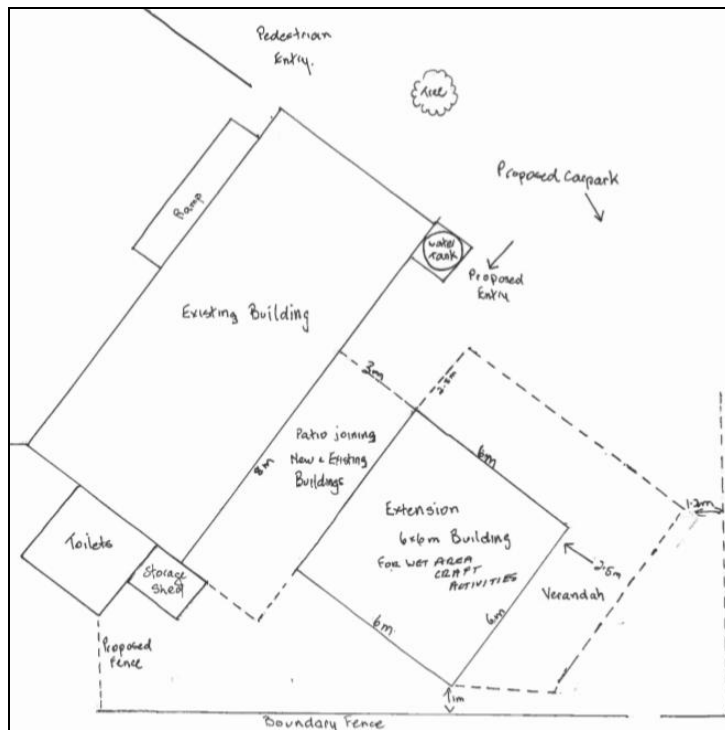 Pedestrian
Entry.
tree
Proposed Carpark
Ramp
water
tank
Proposed
Entry
Existing Building
3m
2.5m
Patio joining
New & Existing
Buildings
8m
6m
1.2m
Extension
6x6m Building
FOR WET AREA
CRAFT
ACTIVITIES
2.5m
Verandah
Toilets
Storage
Shed
6m.
6m
Proposed
Fence
1m
Boundary Fence